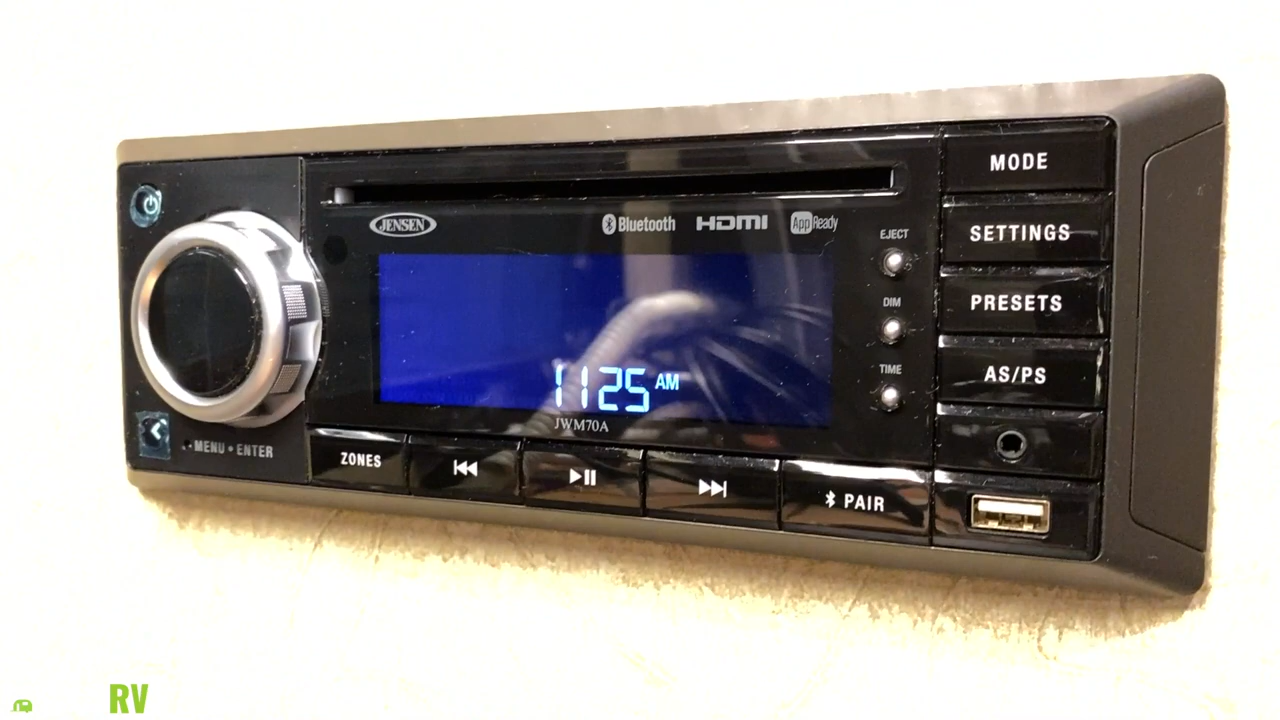 JENSEN
Bluetooth
HDMI
App Ready
EJECT
DIM
TIME
MODE
SETTINGS
PRESETS
AS/PS
1125 AM
JWM70A
MENU • ENTER
ZONES
PAIR
RV